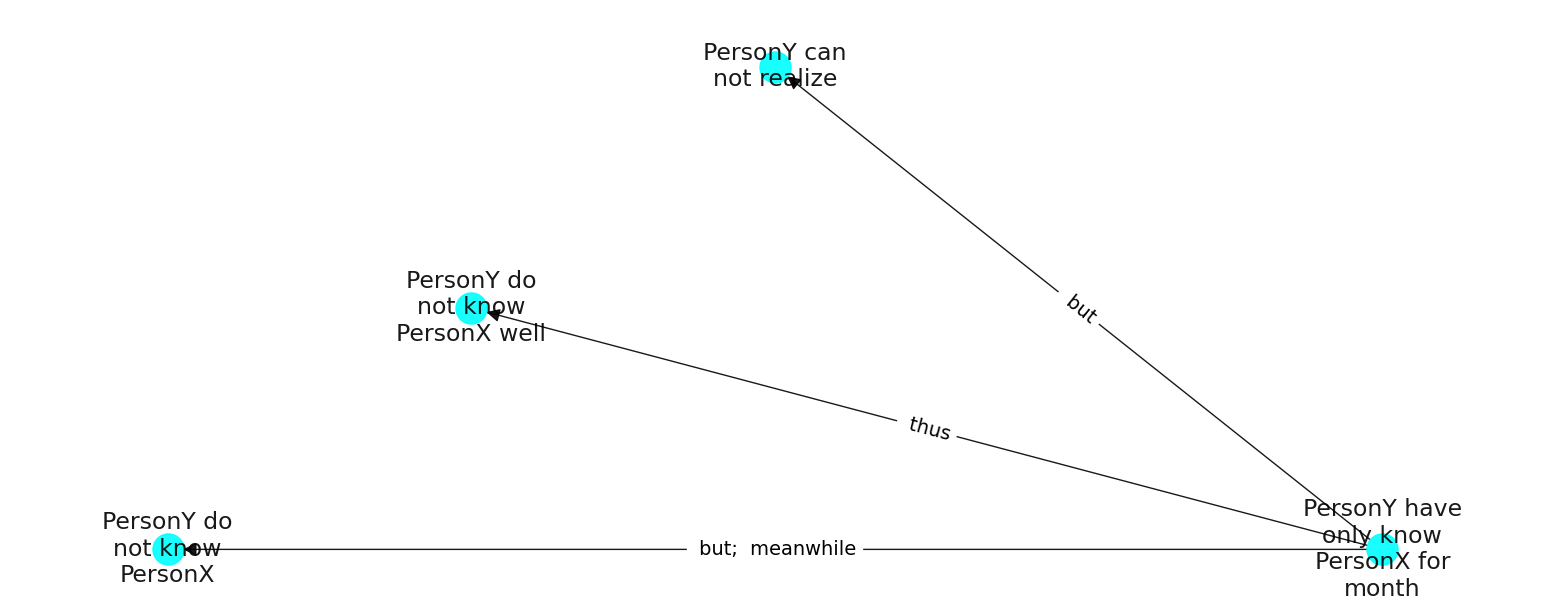 PersonY can
not realize
PersonY do
not know
PersonX well
but
thus
PersonY do
not know
PersonX
but;  meanwhile
PersonY have
only know
PersonX for
month